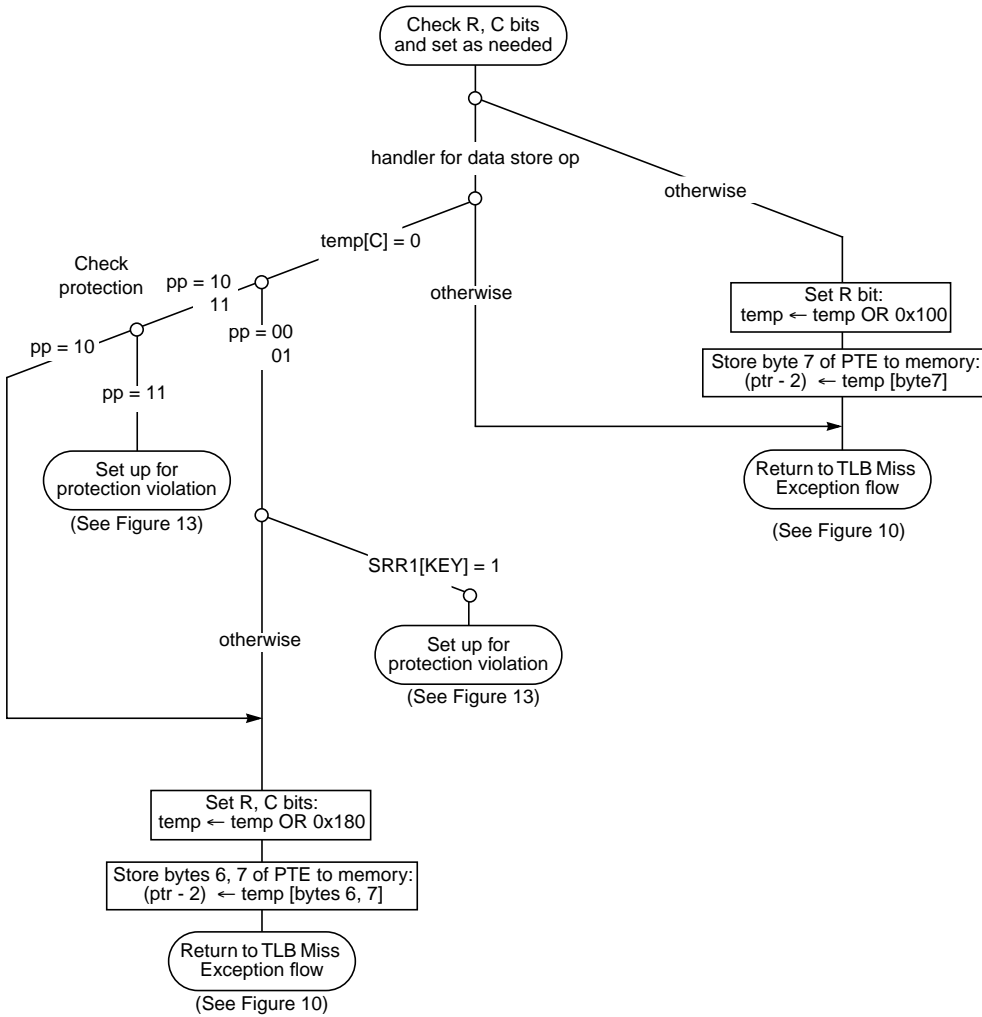 Check R, C bits
and set as needed
handler for data store op
otherwise
temp[C] = 0
Check
protection
pp = 10
11
otherwise
Set R bit:
temp ← temp OR 0x100
pp = 00
01
pp = 10
Store byte 7 of PTE to memory:
(ptr - 2) ← temp [byte7]
pp = 11
Set up for
protection violation
(See Figure 13)
Return to TLB Miss
Exception flow
(See Figure 10)
SRR1[KEY] = 1
otherwise
Set up for
protection violation
(See Figure 13)
Set R, C bits:
temp ← temp OR 0x180
Store bytes 6, 7 of PTE to memory:
(ptr - 2) ← temp [bytes 6, 7]
Return to TLB Miss
Exception flow
(See Figure 10)